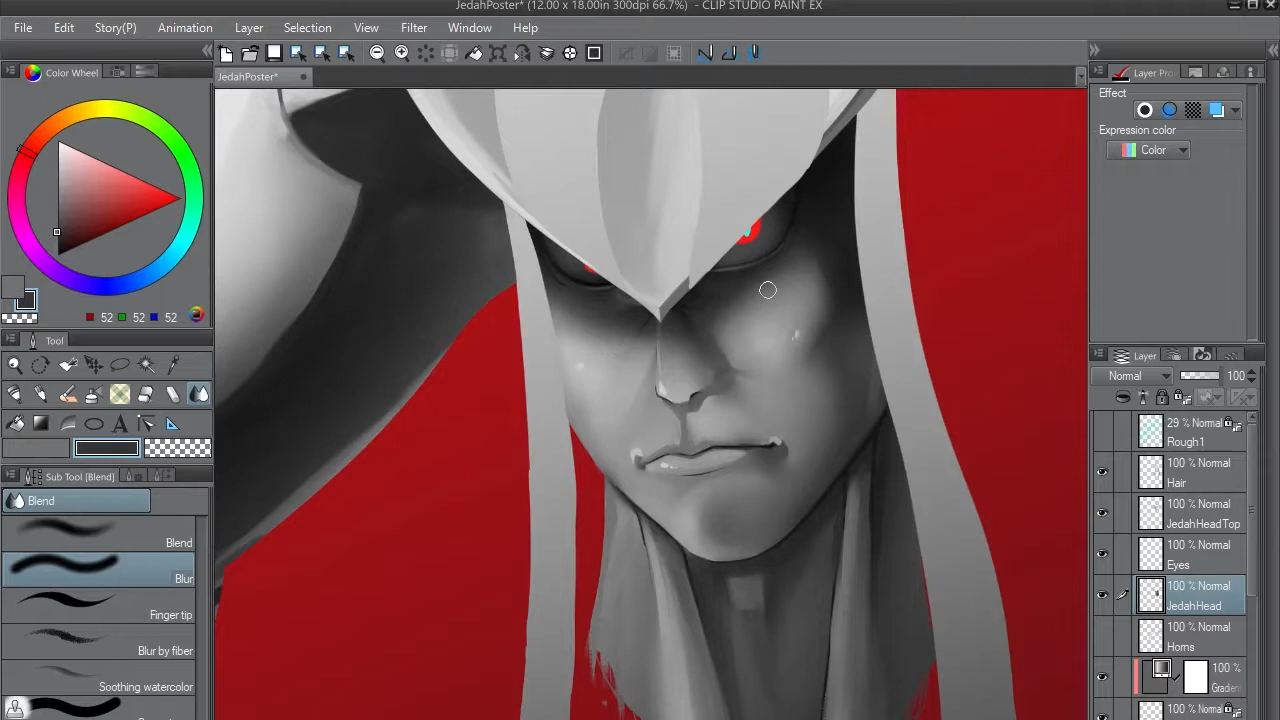 JedahPoster* (12.00 x 18.00in 300dpi 66.7%) - CLIP STUDIO PAINT EX
File Edit Story(P) Animation Layer Selection View Filter Window Help
Color Wheel
JedahPoster*
Layer Pro
Effect
Expression color
Color
52 52 52
Tool
Sub Tool [Blend]
Blend
Blend
Blur
Finger tip
Blur by fiber
Soothing watercolor
Layer
Normal 100
29 % Normal
Rough1
100 % Normal
Hair
100 % Normal
JedahHeadTop
100 % Normal
Eyes
100 % Normal
JedahHead
100 % Normal
Horns
100 %
Gradien
100 % Normal